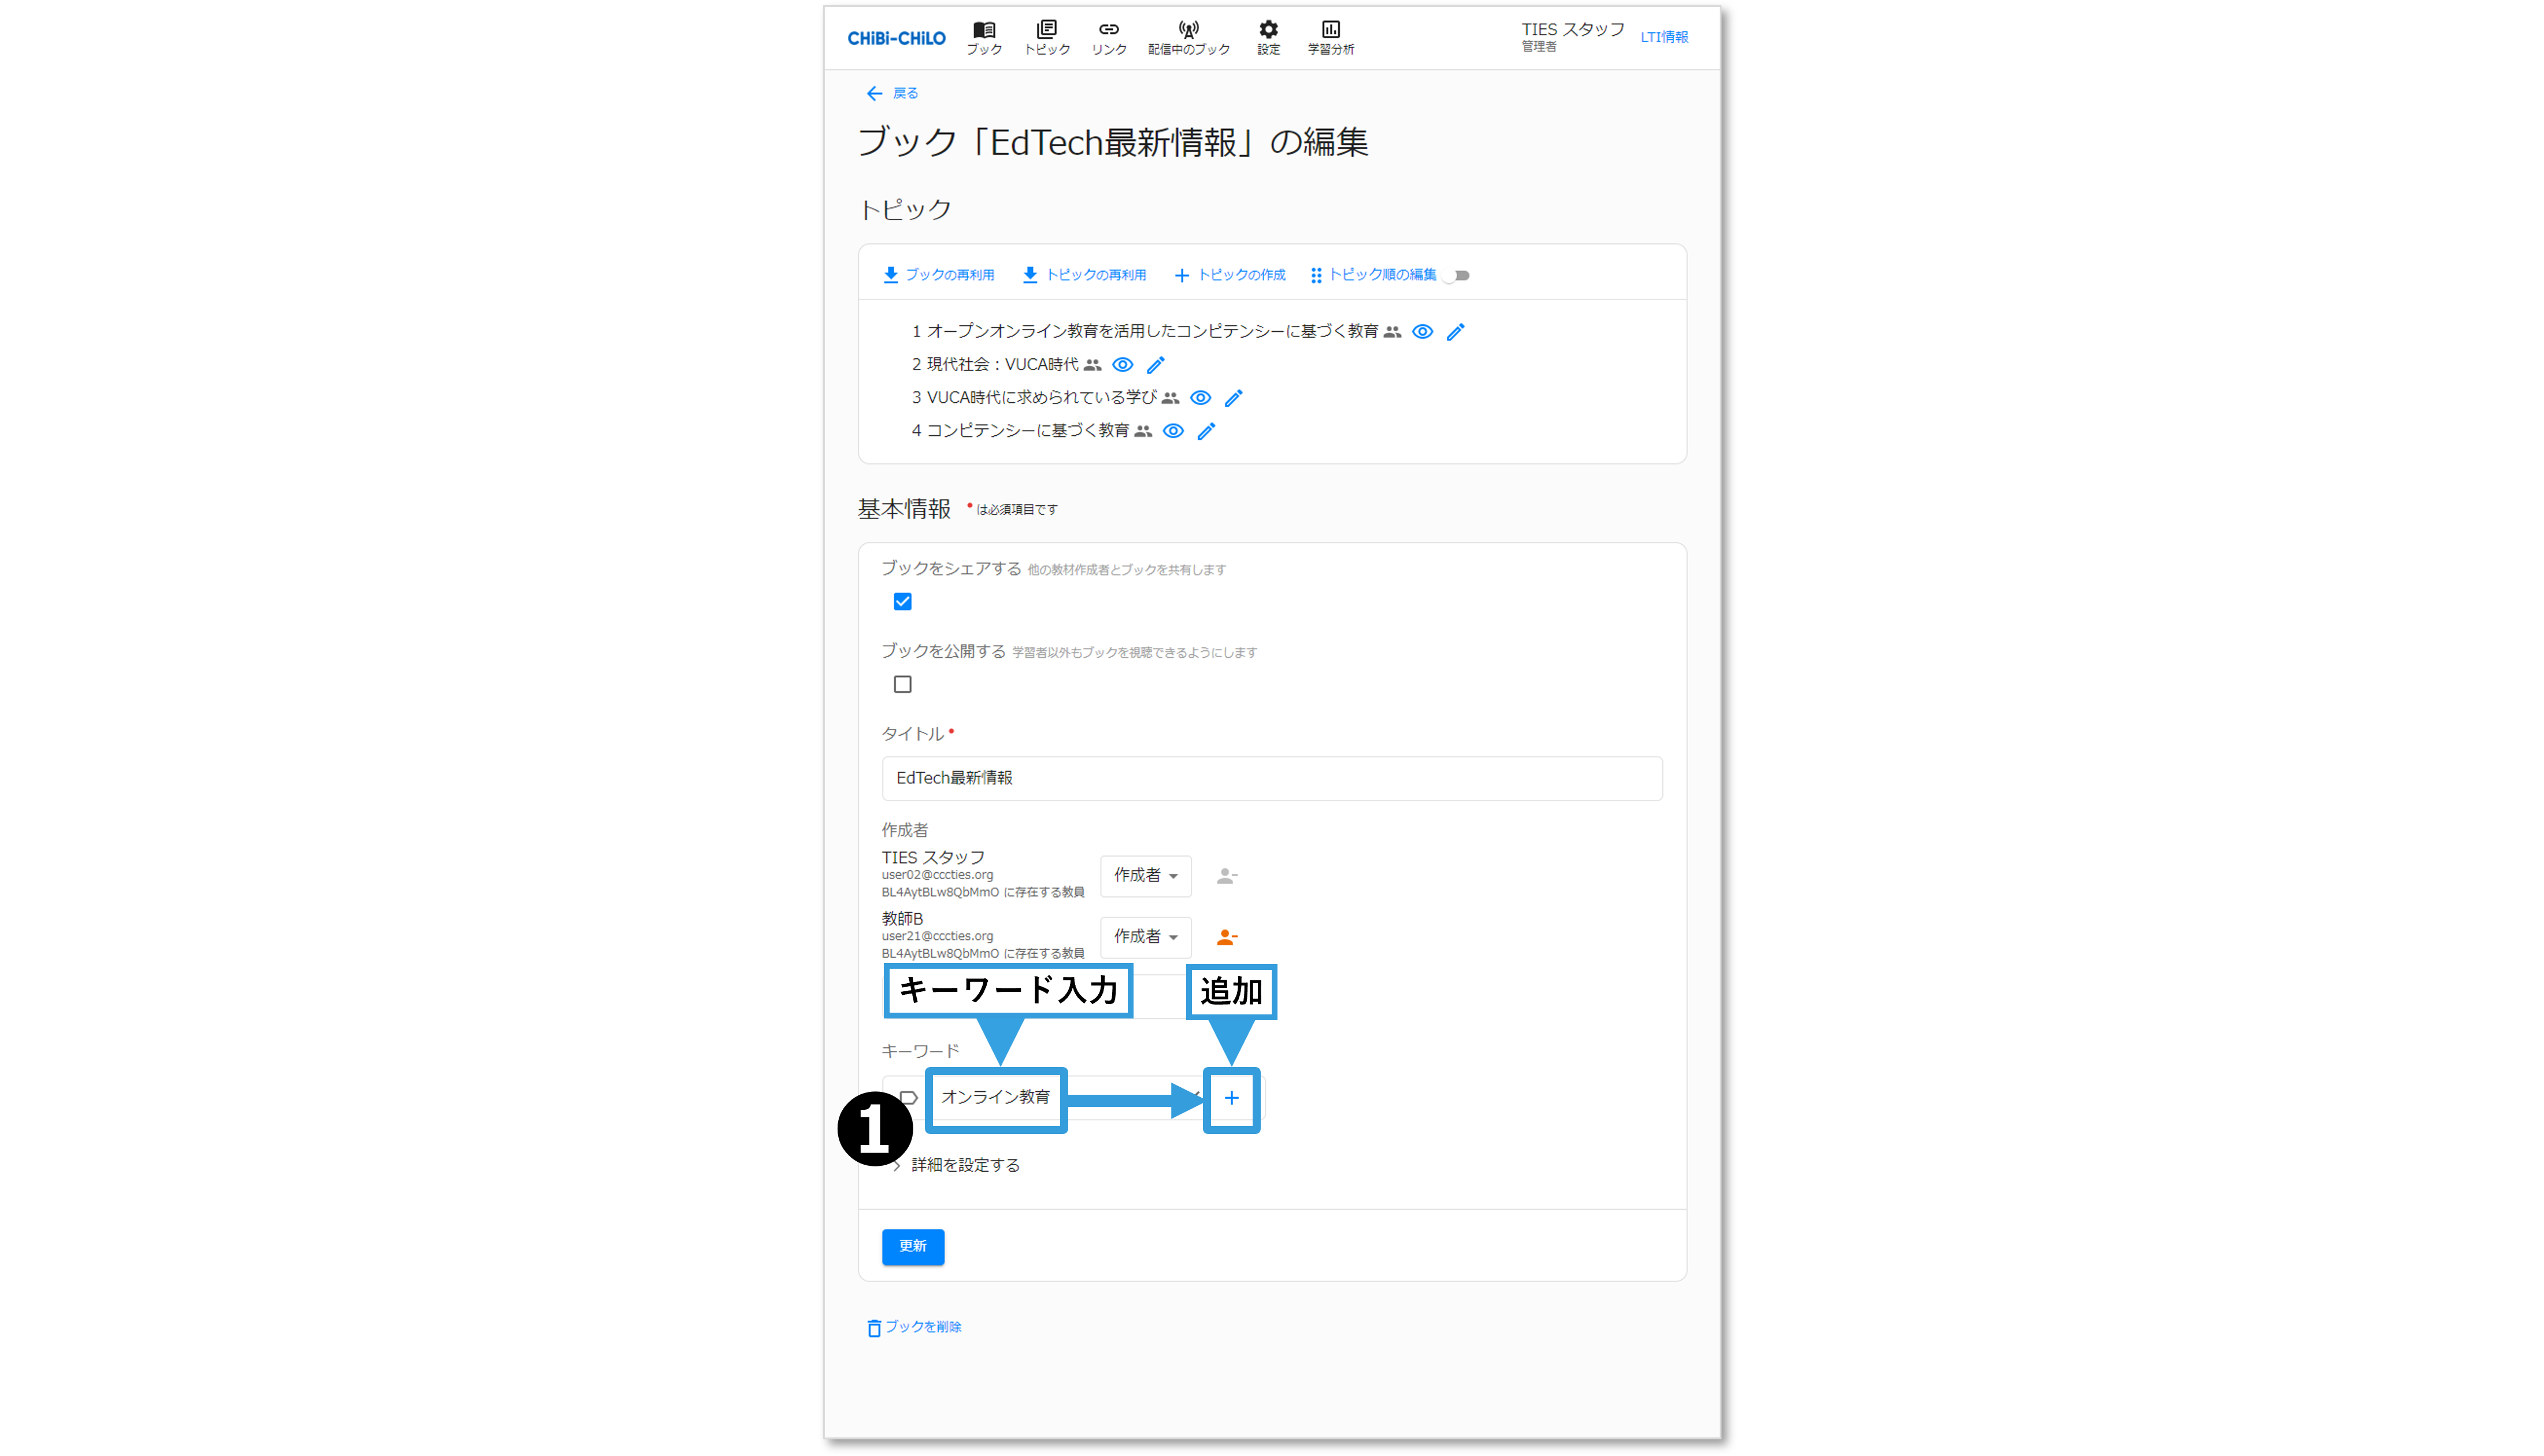 CHiBi-CHiLO
ブック
トピック
リンク
配信中のブック
設定
学習分析
TIES スタッフ
管理者
LTI情報
戻る
ブック「EdTech最新情報」の編集
トピック
ブックの再利用
トピックの再利用
トピックの作成
トピック順の編集
1 オープンオンライン教育を活用したコンピテンシーに基づく教育
2 現代社会：VUCA時代
3 VUCA時代に求められている学び
4 コンピテンシーに基づく教育
基本情報 * は必須項目です
ブックをシェアする 他の教材作成者とブックを共有します
ブックを公開する 学習者以外もブックを視聴できるようにします
タイトル *
EdTech最新情報
作成者
TIES スタッフ
user02@cccties.org
BL4AytBLw8QbMmO に存在する教員
作成者
教師B
user21@cccties.org
BL4AytBLw8QbMmO に存在する教員
作成者
キーワード入力
追加
キーワード
オンライン教育
1
詳細を設定する
更新
ブックを削除